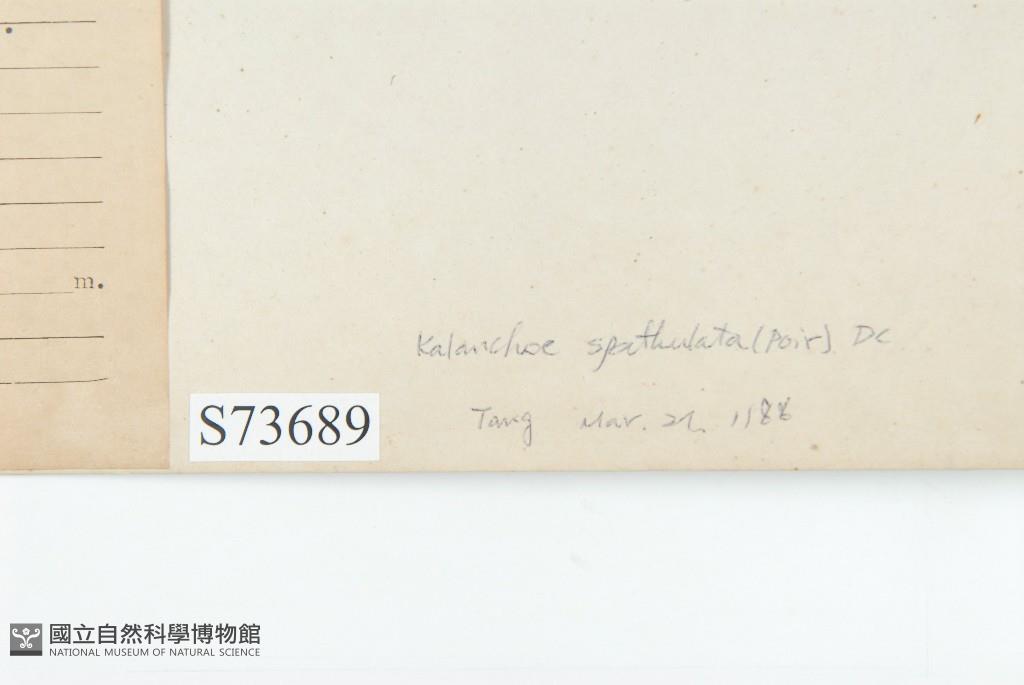 m.
Kalanchoe spathulata (Poir) DC
S73689
Tang Mar. 21, 1988
國立自然科學博物館
NATIONAL MUSEUM OF NATURAL SCIENCE